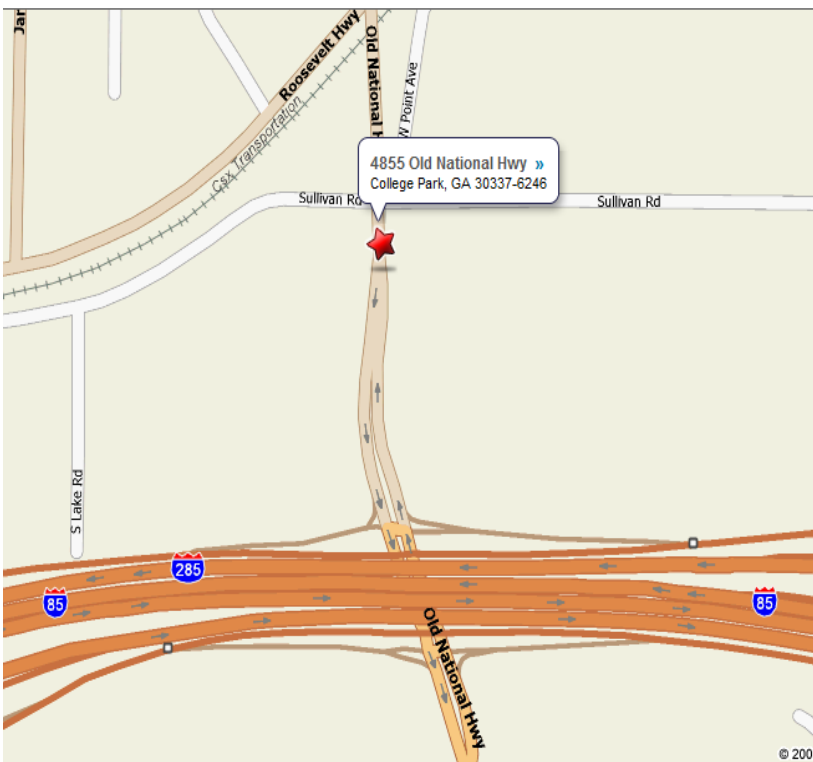 Jar
Roosevelt Hwy
Old National H
N Point Ave
Csx Transportation
4855 Old National Hwy »
College Park, GA 30337-6246
Sullivan Rd
Sullivan Rd
S Lake Rd
285
85
85
Old National Hwy
© 200